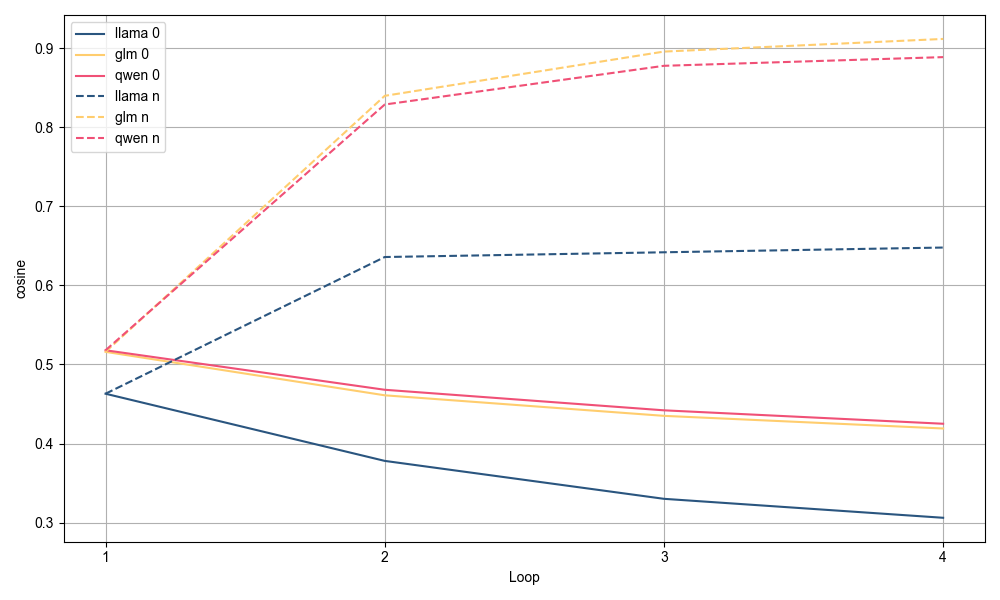 llama 0
glm 0
qwen 0
llama n
glm n
qwen n
cosine
0.9
0.8
0.7
0.6
0.5
0.4
0.3
1 2 3 4
Loop